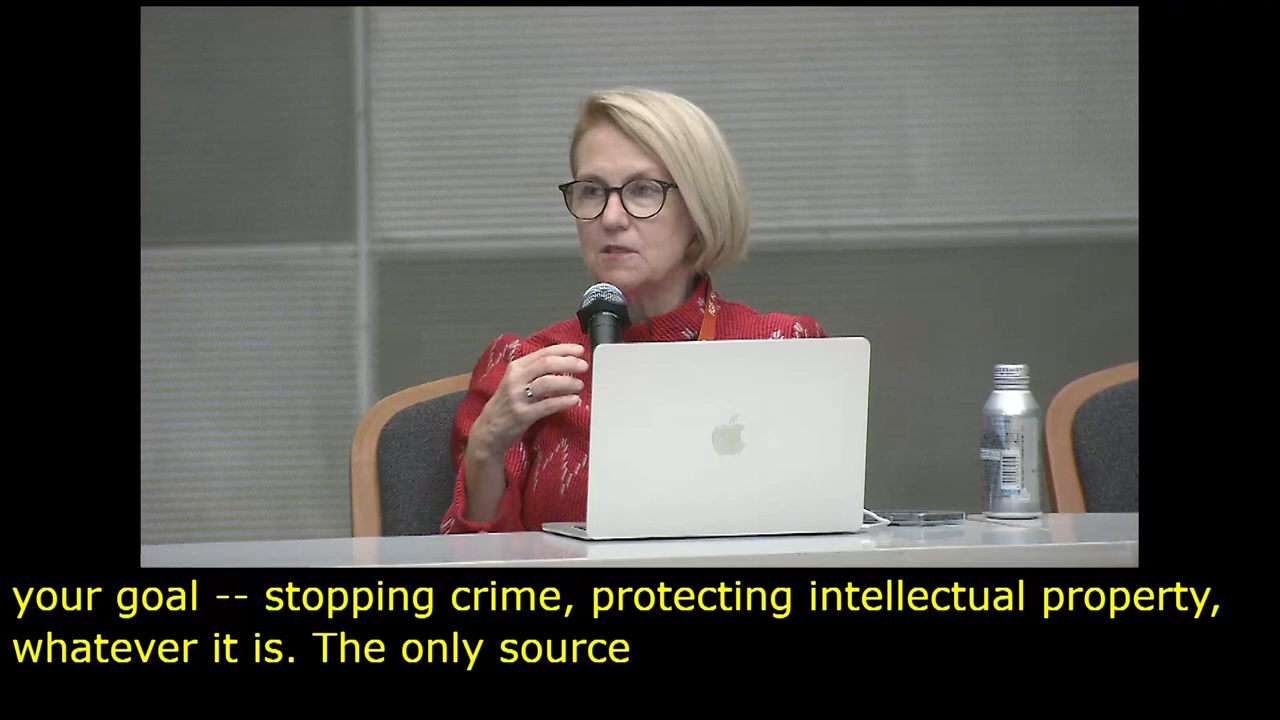 your goal -- stopping crime, protecting intellectual property,
whatever it is. The only source